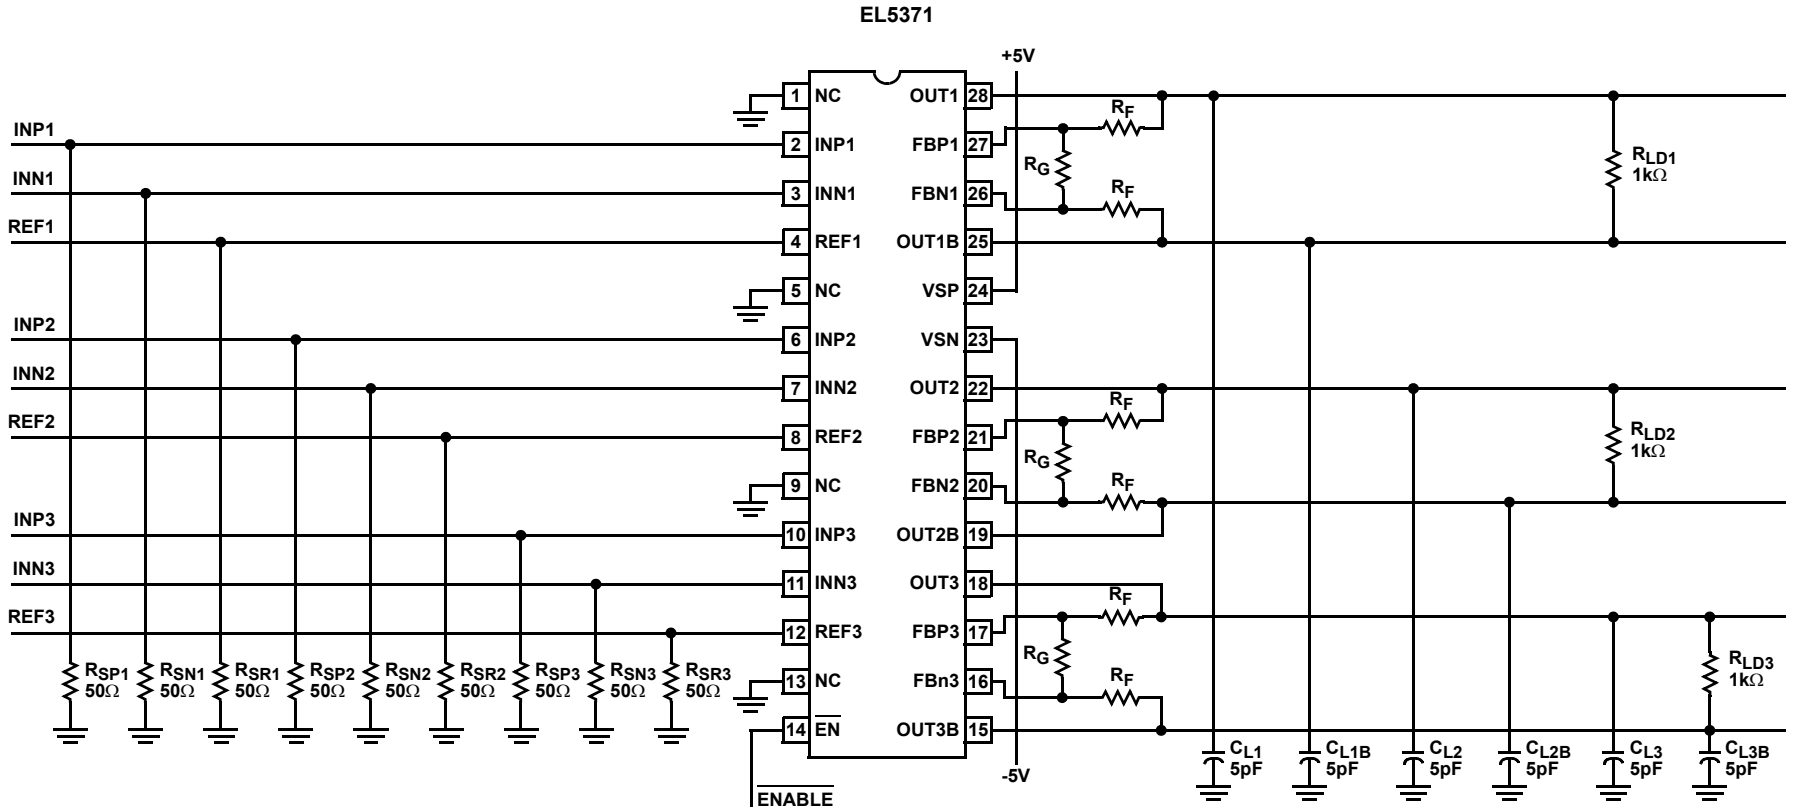 EL5371
+5V
1 NC OUT1 28
INP1 2 INP1 FBP1 27
INN1 3 INN1 FBN1 26
REF1 4 REF1 OUT1B 25
5 NC VSP 24
INP2 6 INP2 VSN 23
INN2 7 INN2 OUT2 22
REF2 8 REF2 FBP2 21
9 NC FBN2 20
INP3 10 INP3 OUT2B 19
INN3 11 INN3 OUT3 18
REF3 12 REF3 FBP3 17
13 NC FBn3 16
14 EN OUT3B 15
-5V
ENABLE
RF
RG
RF
RLD1
1kΩ
RF
RG
RF
RLD2
1kΩ
RF
RG
RF
RLD3
1kΩ
RSP1
50Ω
RSN1
50Ω
RSR1
50Ω
RSP2
50Ω
RSN2
50Ω
RSR2
50Ω
RSP3
50Ω
RSN3
50Ω
RSR3
50Ω
CL1
5pF
CL1B
5pF
CL2
5pF
CL2B
5pF
CL3
5pF
CL3B
5pF